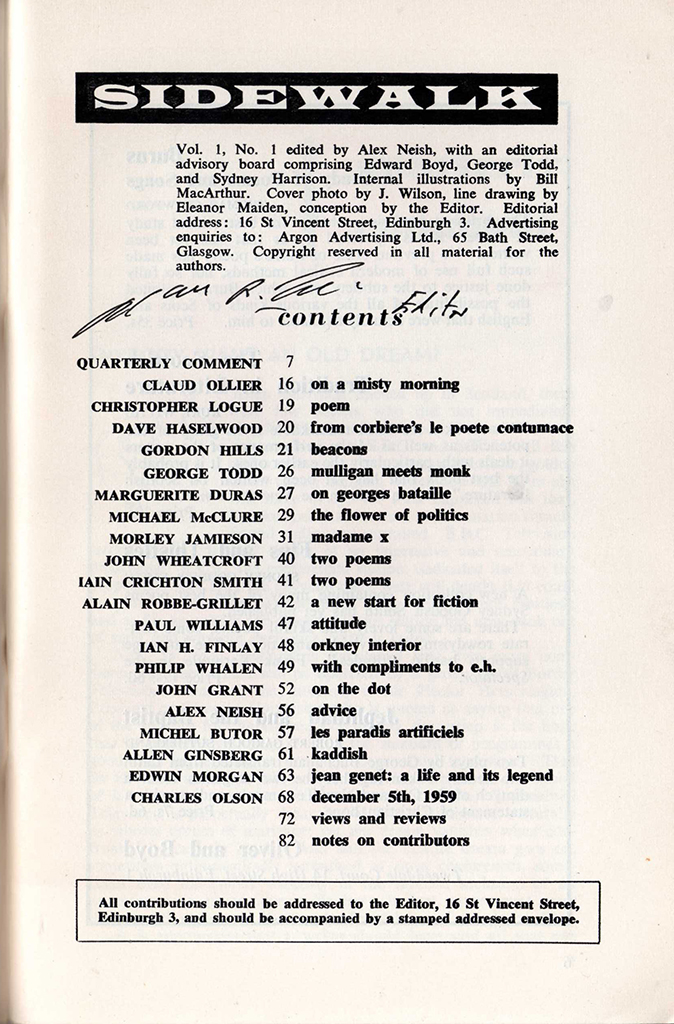 SIDEWALK
Vol. 1, No. 1 edited by Alex Neish, with an editorial
advisory board comprising Edward Boyd, George Todd,
and Sydney Harrison. Internal illustrations by Bill
MacArthur. Cover photo by J. Wilson, line drawing by
Eleanor Maiden, conception by the Editor. Editorial
address: 16 St Vincent Street, Edinburgh 3. Advertising
enquiries to: Argon Advertising Ltd., 65 Bath Street,
Glasgow. Copyright reserved in all material for the
authors.
Editor
contents
QUARTERLY COMMENT 7
CLAUD OLLIER 16 on a misty morning
CHRISTOPHER LOGUE 19 poem
DAVE HASELWOOD 20 from corbiere's le poete contumace
GORDON HILLS 21 beacons
GEORGE TODD 26 mulligan meets monk
MARGUERITE DURAS 27 on georges bataille
MICHAEL McCLURE 29 the flower of politics
MORLEY JAMIESON 31 madame x
JOHN WHEATCROFT 40 two poems
IAIN CRICHTON SMITH 41 two poems
ALAIN ROBBE-GRILLET 42 a new start for fiction
PAUL WILLIAMS 47 attitude
IAN H. FINLAY 48 orkney interior
PHILIP WHALEN 49 with compliments to e.h.
JOHN GRANT 52 on the dot
ALEX NEISH 56 advice
MICHEL BUTOR 57 les paradis artificiels
ALLEN GINSBERG 61 kaddish
EDWIN MORGAN 63 jean genet: a life and its legend
CHARLES OLSON 68 december 5th, 1959
72 views and reviews
82 notes on contributors
All contributions should be addressed to the Editor, 16 St Vincent Street,
Edinburgh 3, and should be accompanied by a stamped addressed envelope.